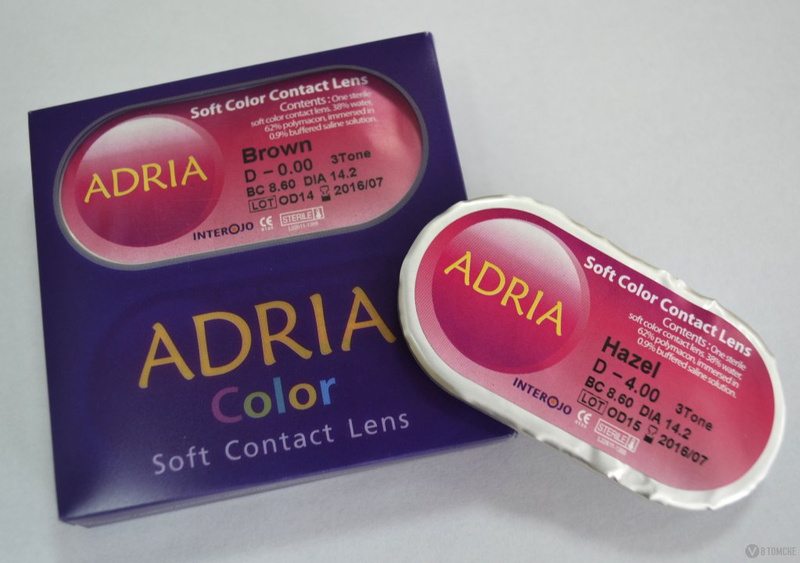 Soft Color Contact Lens
Contents : One sterile
soft color contact lens. 38% water,
62% polymacon, immersed in
0.9% buffered saline solution.
ADRIA
Brown
D - 0.00 3Tone
BC 8.60 DIA 14.2
LOT OD14 2016/07
INTEROJO CE STERILE
ADRIA
Color
Soft Contact Lens
Soft Color Contact Lens
Contents : One sterile
soft color contact lens. 38% water,
62% polymacon, immersed in
0.9% buffered saline solution.
ADRIA
Hazel
D - 4.00 3Tone
BC 8.60 DIA 14.2
LOT OD15 2016/07
INTEROJO CE STERILE
V OTOMCKE